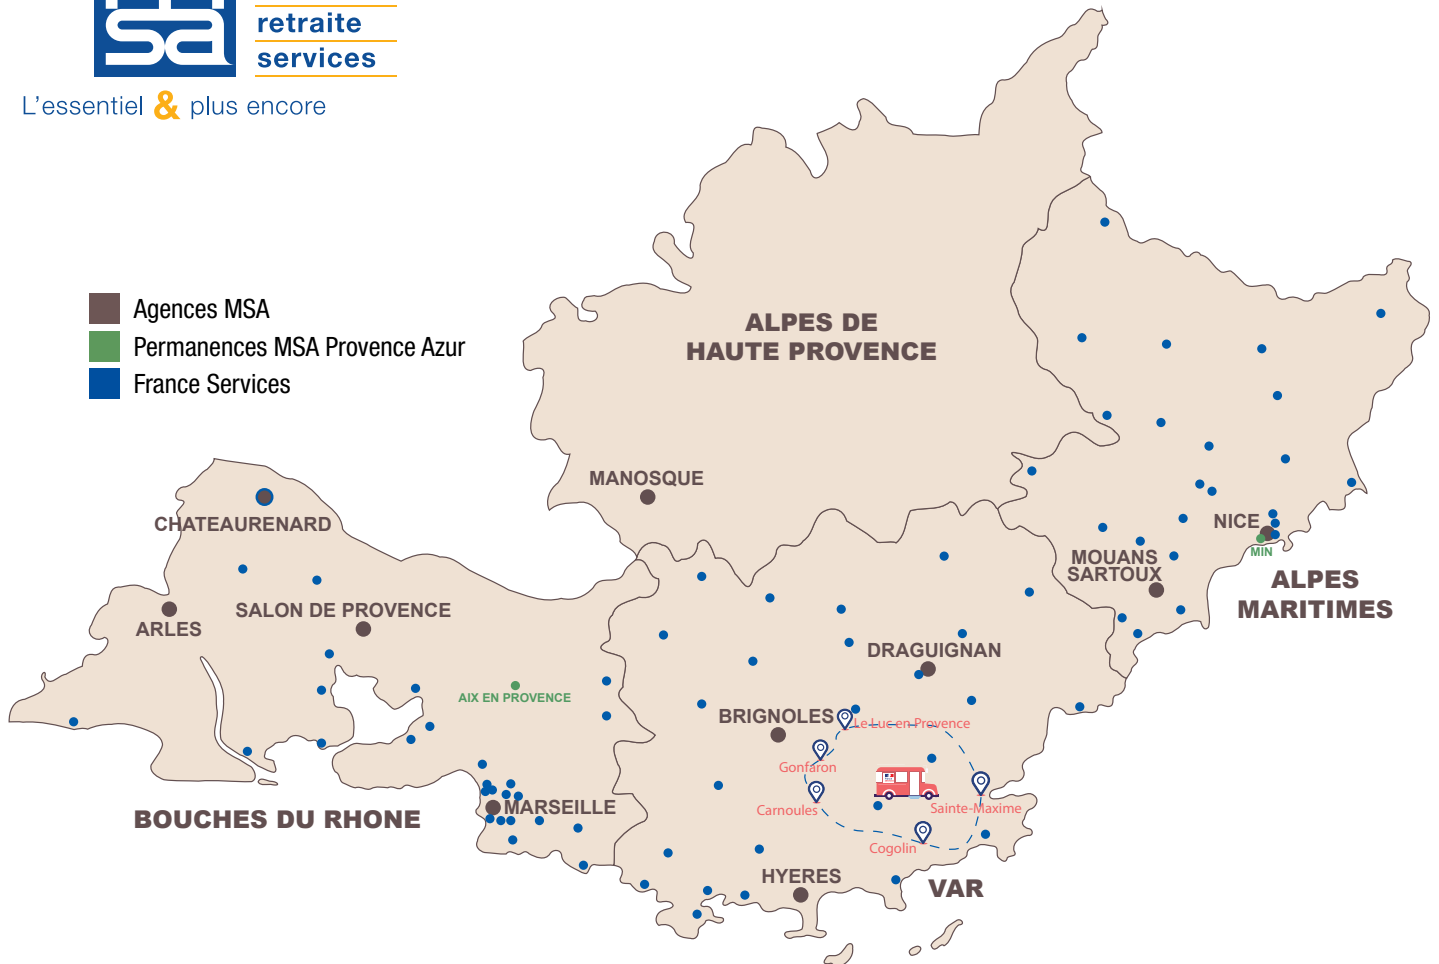 retraite
services
L'essentiel & plus encore
Agences MSA
Permanences MSA Provence Azur
France Services
ALPES DE
HAUTE PROVENCE
MANOSQUE
CHATEAURENARD
NICE
MIN
MOUANS
SARTOUX
ALPES
MARITIMES
SALON DE PROVENCE
ARLES
DRAGUIGNAN
AIX EN PROVENCE
BRIGNOLES
Le Luc en Provence
Gonfaron
Carnoules
Sainte-Maxime
MARSEILLE
BOUCHES DU RHONE
Cogolin
HYERES
VAR